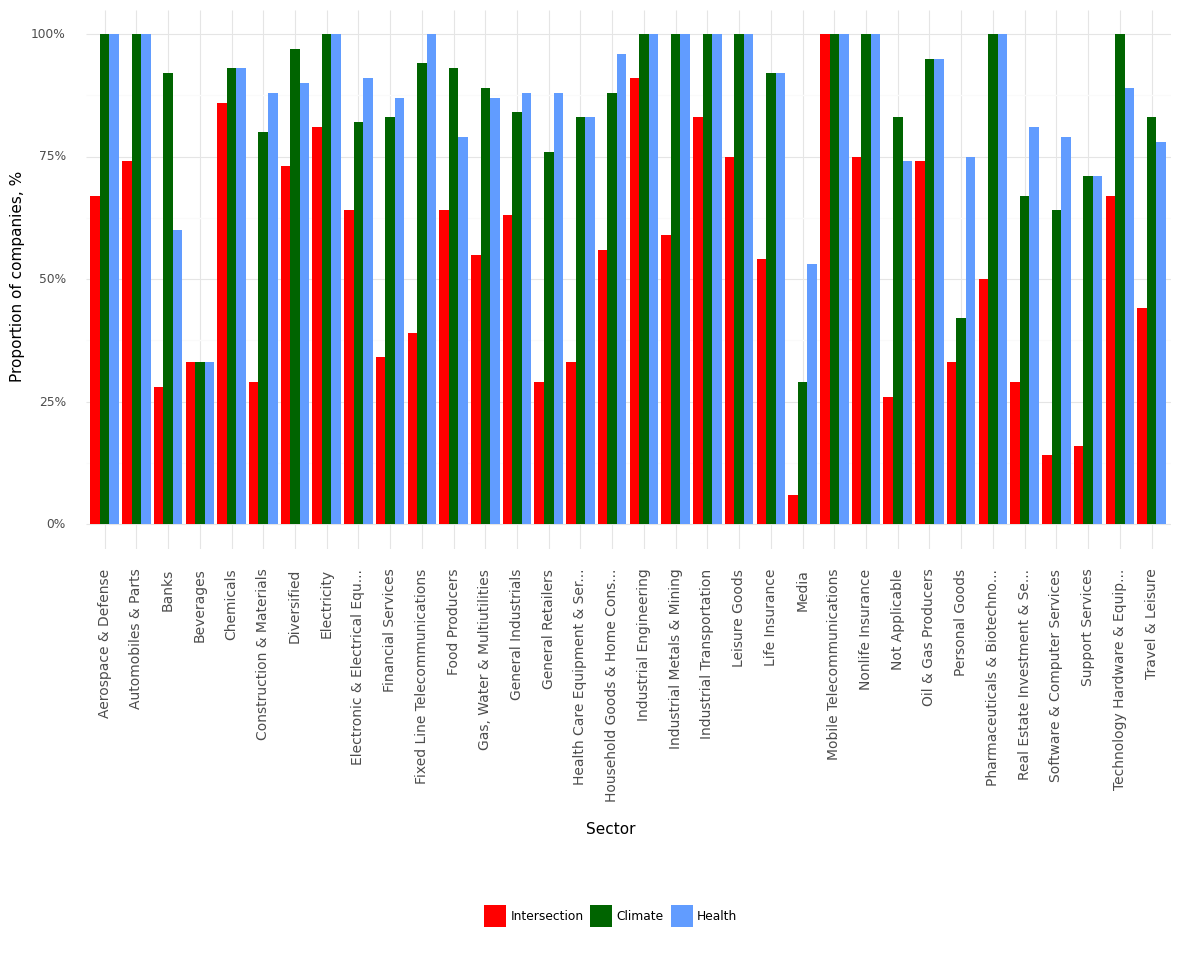 Proportion of companies, %
100%
75%
50%
25%
0%
Aerospace & Defense
Automobiles & Parts
Banks
Beverages
Chemicals
Construction & Materials
Diversified
Electricity
Electronic & Electrical Equ...
Financial Services
Fixed Line Telecommunications
Food Producers
Gas, Water & Multiutilities
General Industrials
General Retailers
Health Care Equipment & Ser...
Household Goods & Home Cons...
Industrial Engineering
Industrial Metals & Mining
Industrial Transportation
Leisure Goods
Life Insurance
Media
Mobile Telecommunications
Nonlife Insurance
Not Applicable
Oil & Gas Producers
Personal Goods
Pharmaceuticals & Biotechno...
Real Estate Investment & Se...
Software & Computer Services
Support Services
Technology Hardware & Equip...
Travel & Leisure
Sector
Intersection
Climate
Health